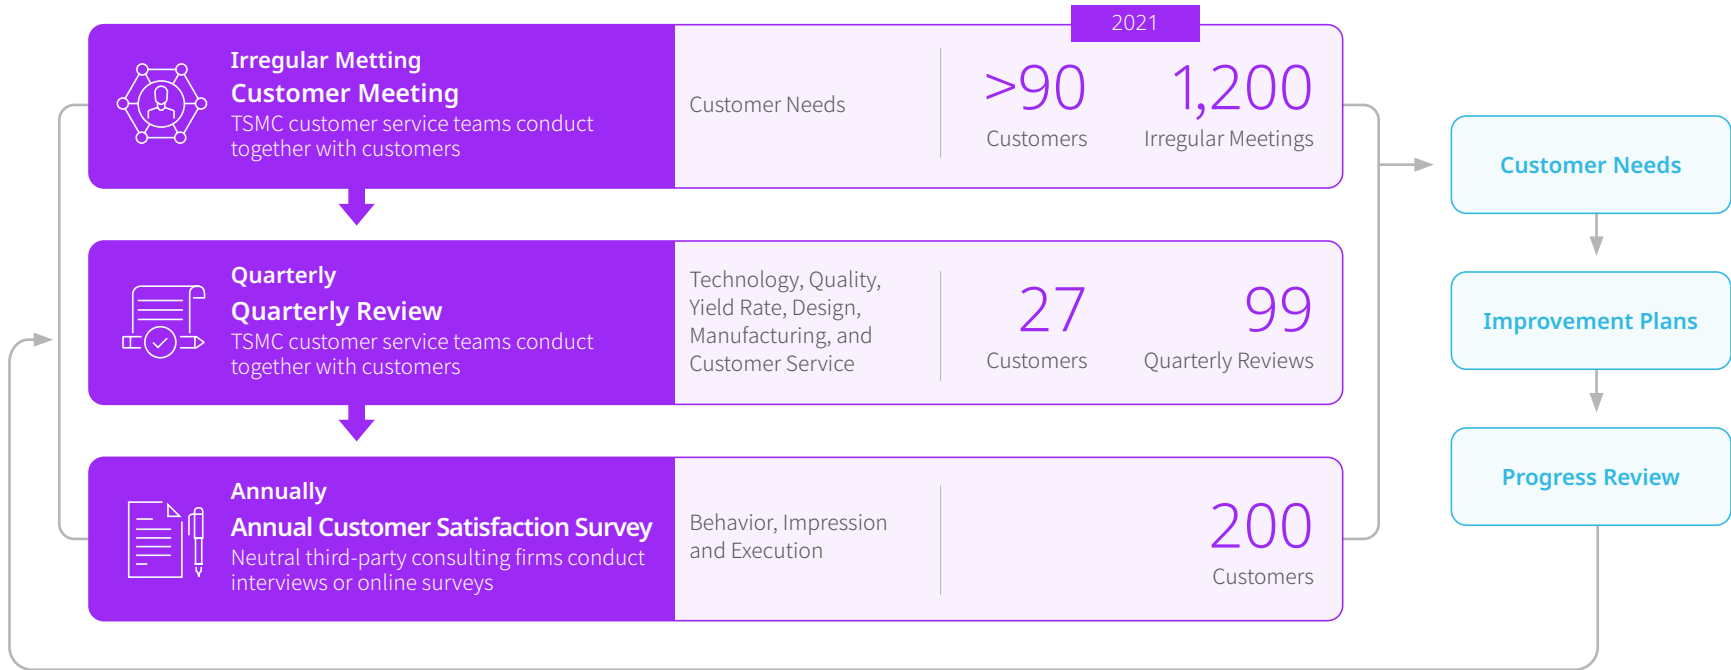 2021
Irregular Metting
Customer Meeting
TSMC customer service teams conduct
together with customers
Customer Needs
>90
Customers
1,200
Irregular Meetings
Quarterly
Quarterly Review
TSMC customer service teams conduct
together with customers
Technology, Quality,
Yield Rate, Design,
Manufacturing, and
Customer Service
27
Customers
99
Quarterly Reviews
Annually
Annual Customer Satisfaction Survey
Neutral third-party consulting firms conduct
interviews or online surveys
Behavior, Impression
and Execution
200
Customers
Customer Needs
Improvement Plans
Progress Review